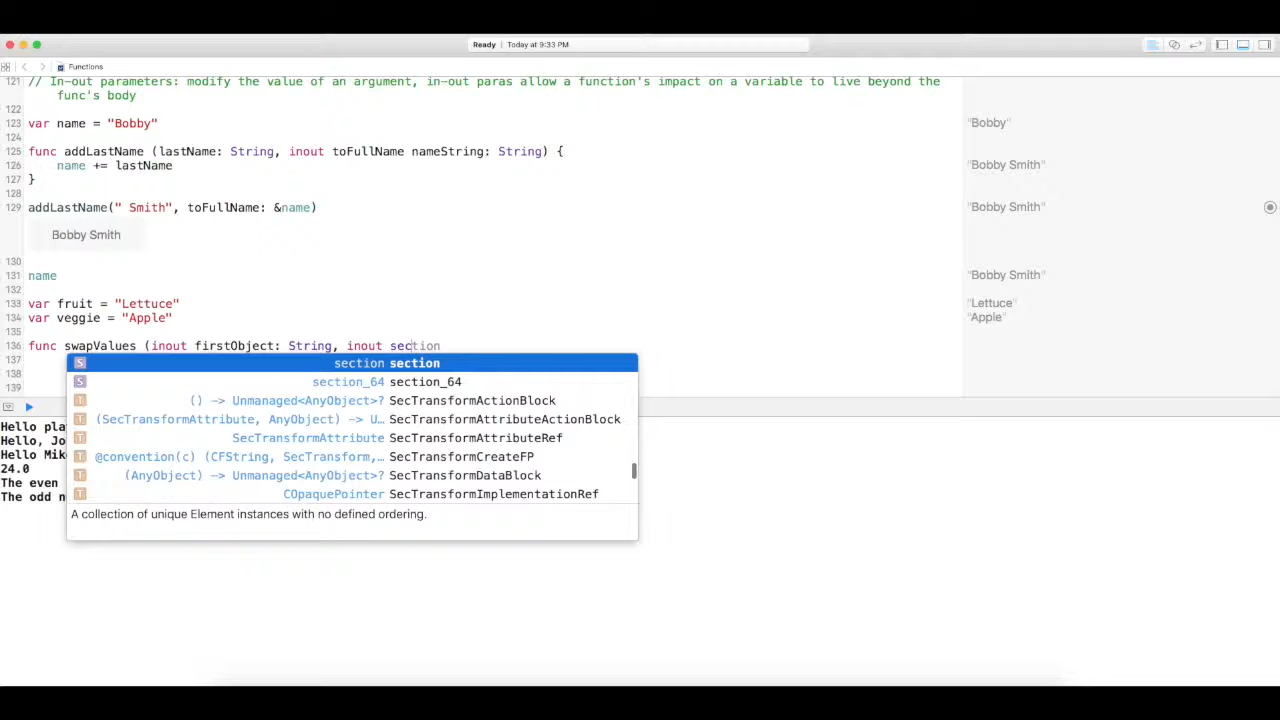 Ready | Today at 9:33 PM
Functions
121 // In-out parameters: modify the value of an argument, in-out paras allow a function's impact on a variable to live beyond the
func's body
122
123 var name = "Bobby" "Bobby"
124
125 func addLastName (lastName: String, inout toFullName nameString: String) {
126 name += lastName "Bobby Smith"
127 }
128
129 addLastName(" Smith", toFullName: &name) "Bobby Smith"
Bobby Smith
130
131 name "Bobby Smith"
132
133 var fruit = "Lettuce" "Lettuce"
134 var veggie = "Apple" "Apple"
135
136 func swapValues (inout firstObject: String, inout section
137
138
139
S section section
S section_64 section_64
T () -> Unmanaged<AnyObject>? SecTransformActionBlock
T (SecTransformAttribute, AnyObject) -> U... SecTransformAttributeActionBlock
T SecTransformAttribute SecTransformAttributeRef
T @convention(c) (CFString, SecTransform,... SecTransformCreateFP
T (AnyObject) -> Unmanaged<AnyObject>? SecTransformDataBlock
T COpaquePointer SecTransformImplementationRef
A collection of unique Element instances with no defined ordering.
Hello pla
Hello, Jo
Hello Mik
24.0
The even
The odd n